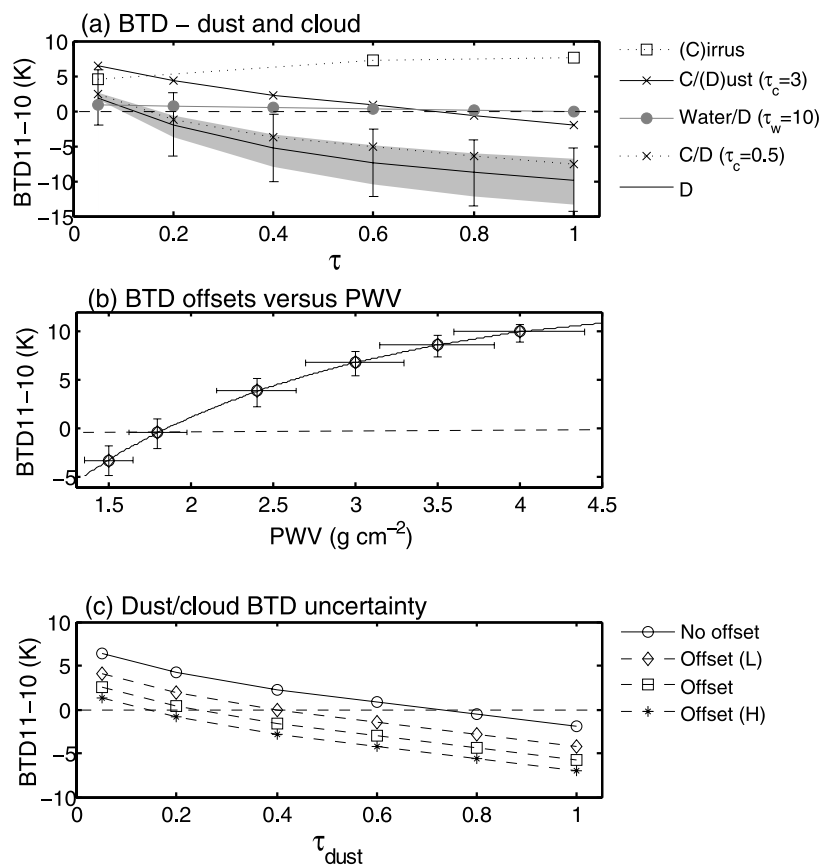 (a) BTD – dust and cloud
BTD11−10 (K)
10
5
0
−5
−10
−15
0.2
0.4
0.6
0.8
1
τ
(C)irrus
C/(D)ust (τc=3)
Water/D (τw=10)
C/D (τc=0.5)
D
(b) BTD offsets versus PWV
BTD11−10 (K)
10
5
0
−5
1.5
2
2.5
3
3.5
4
4.5
PWV (g cm−2)
(c) Dust/cloud BTD uncertainty
BTD11−10 (K)
10
5
0
−5
−10
0.2
0.4
0.6
0.8
1
τdust
No offset
Offset (L)
Offset
Offset (H)